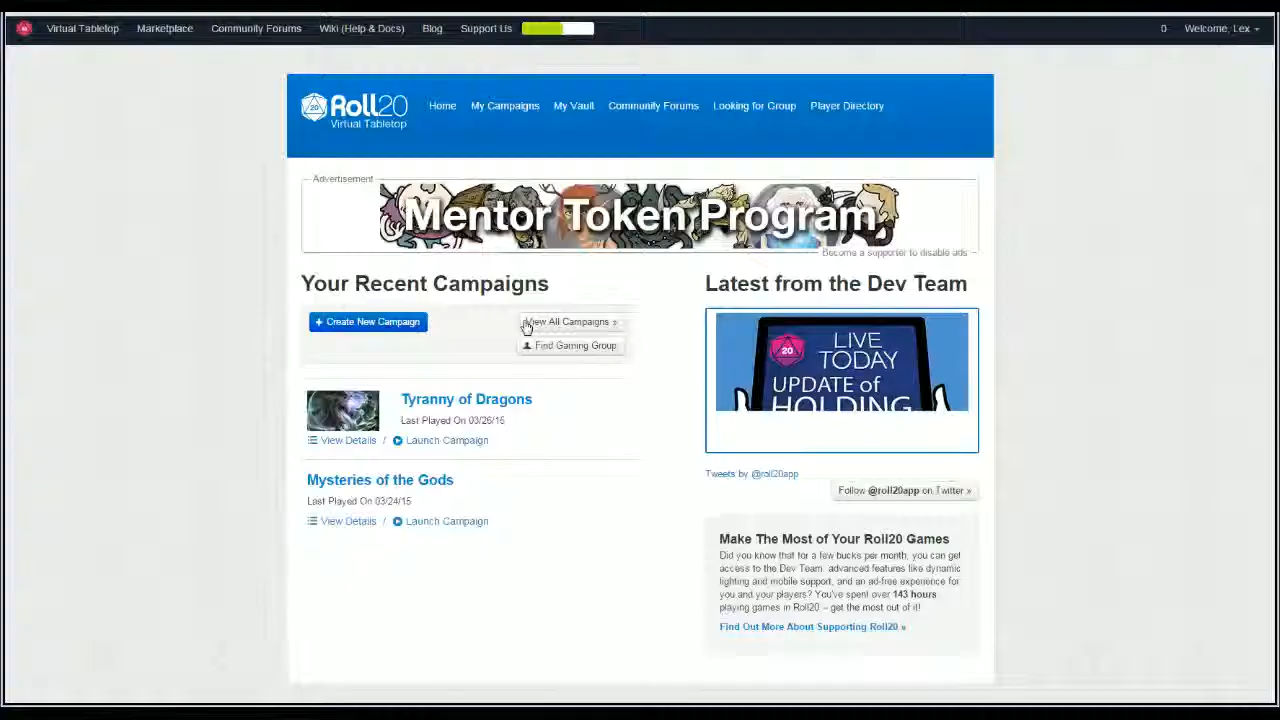 Virtual Tabletop Marketplace Community Forums Wiki (Help & Docs) Blog Support Us 0 Welcome, Lex
20 Roll20 Home My Campaigns My Vault Community Forums Looking for Group Player Directory
Virtual Tabletop
Advertisement
Mentor Token Program
Become a supporter to disable ads
Your Recent Campaigns
Create New Campaign
View All Campaigns »
Find Gaming Group
Tyranny of Dragons
Last Played On 03/26/15
View Details / Launch Campaign
Mysteries of the Gods
Last Played On 03/24/15
View Details / Launch Campaign
Latest from the Dev Team
20
LIVE
TODAY
UPDATE of
HOLDING
Tweets by @roll20app
Follow @roll20app on Twitter »
Make The Most of Your Roll20 Games
Did you know that for a few bucks per month, you can get
access to the Dev Team, advanced features like dynamic
lighting and mobile support, and an ad-free experience for
you and your players? You've spent over 143 hours
playing games in Roll20 – get the most out of it!
Find Out More About Supporting Roll20 »